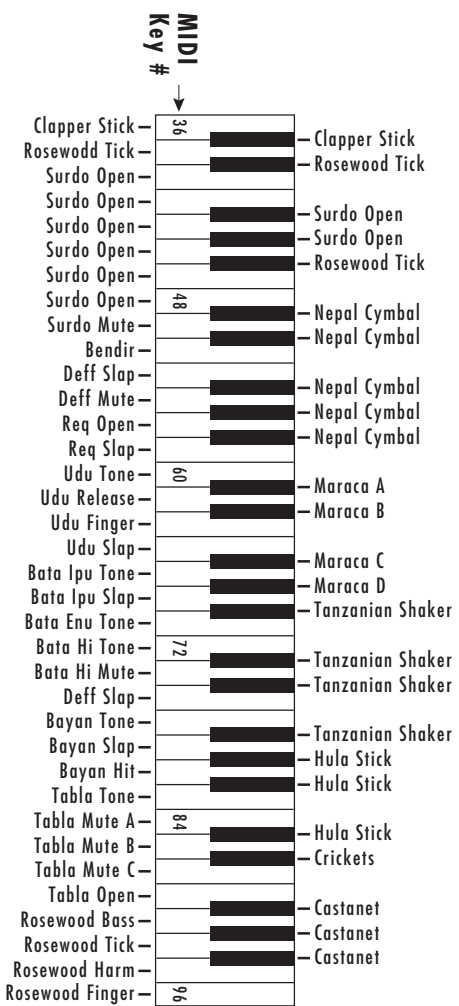 MIDI
Key #
Clapper Stick
Rosewodd Tick
Surdo Open
Surdo Open
Surdo Open
Surdo Open
Surdo Open
Surdo Open
Surdo Mute
Bendir
Deff Slap
Deff Mute
Req Open
Req Slap
Udu Tone
Udu Release
Udu Finger
Udu Slap
Bata Ipu Tone
Bata Ipu Slap
Bata Enu Tone
Bata Hi Tone
Bata Hi Mute
Deff Slap
Bayan Tone
Bayan Slap
Bayan Hit
Tabla Tone
Tabla Mute A
Tabla Mute B
Tabla Mute C
Tabla Open
Rosewood Bass
Rosewood Tick
Rosewood Harm
Rosewood Finger
36
48
60
72
84
96
Clapper Stick
Rosewood Tick
Surdo Open
Surdo Open
Rosewood Tick
Nepal Cymbal
Nepal Cymbal
Nepal Cymbal
Nepal Cymbal
Nepal Cymbal
Maraca A
Maraca B
Maraca C
Maraca D
Tanzanian Shaker
Tanzanian Shaker
Tanzanian Shaker
Tanzanian Shaker
Hula Stick
Hula Stick
Hula Stick
Crickets
Castanet
Castanet
Castanet